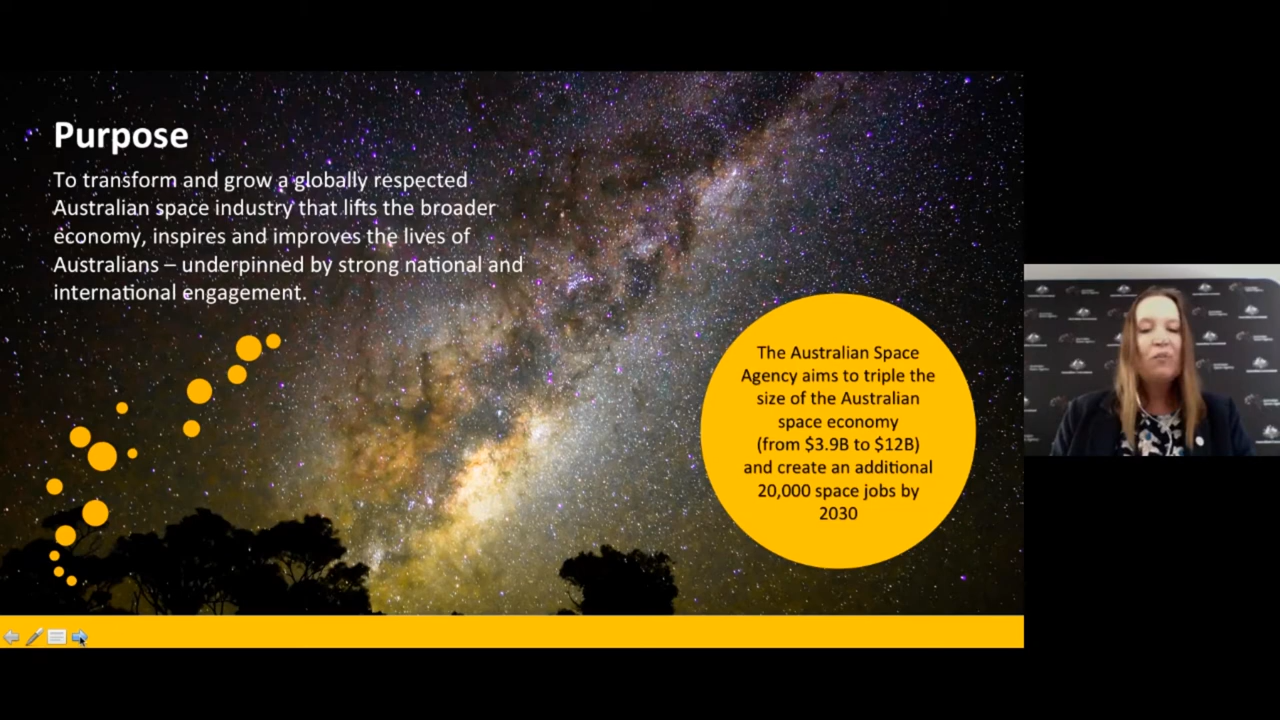 Purpose
To transform and grow a globally respected
Australian space industry that lifts the broader
economy, inspires and improves the lives of
Australians – underpinned by strong national and
international engagement.
The Australian Space
Agency aims to triple the
size of the Australian
space economy
(from $3.9B to $12B)
and create an additional
20,000 space jobs by
2030